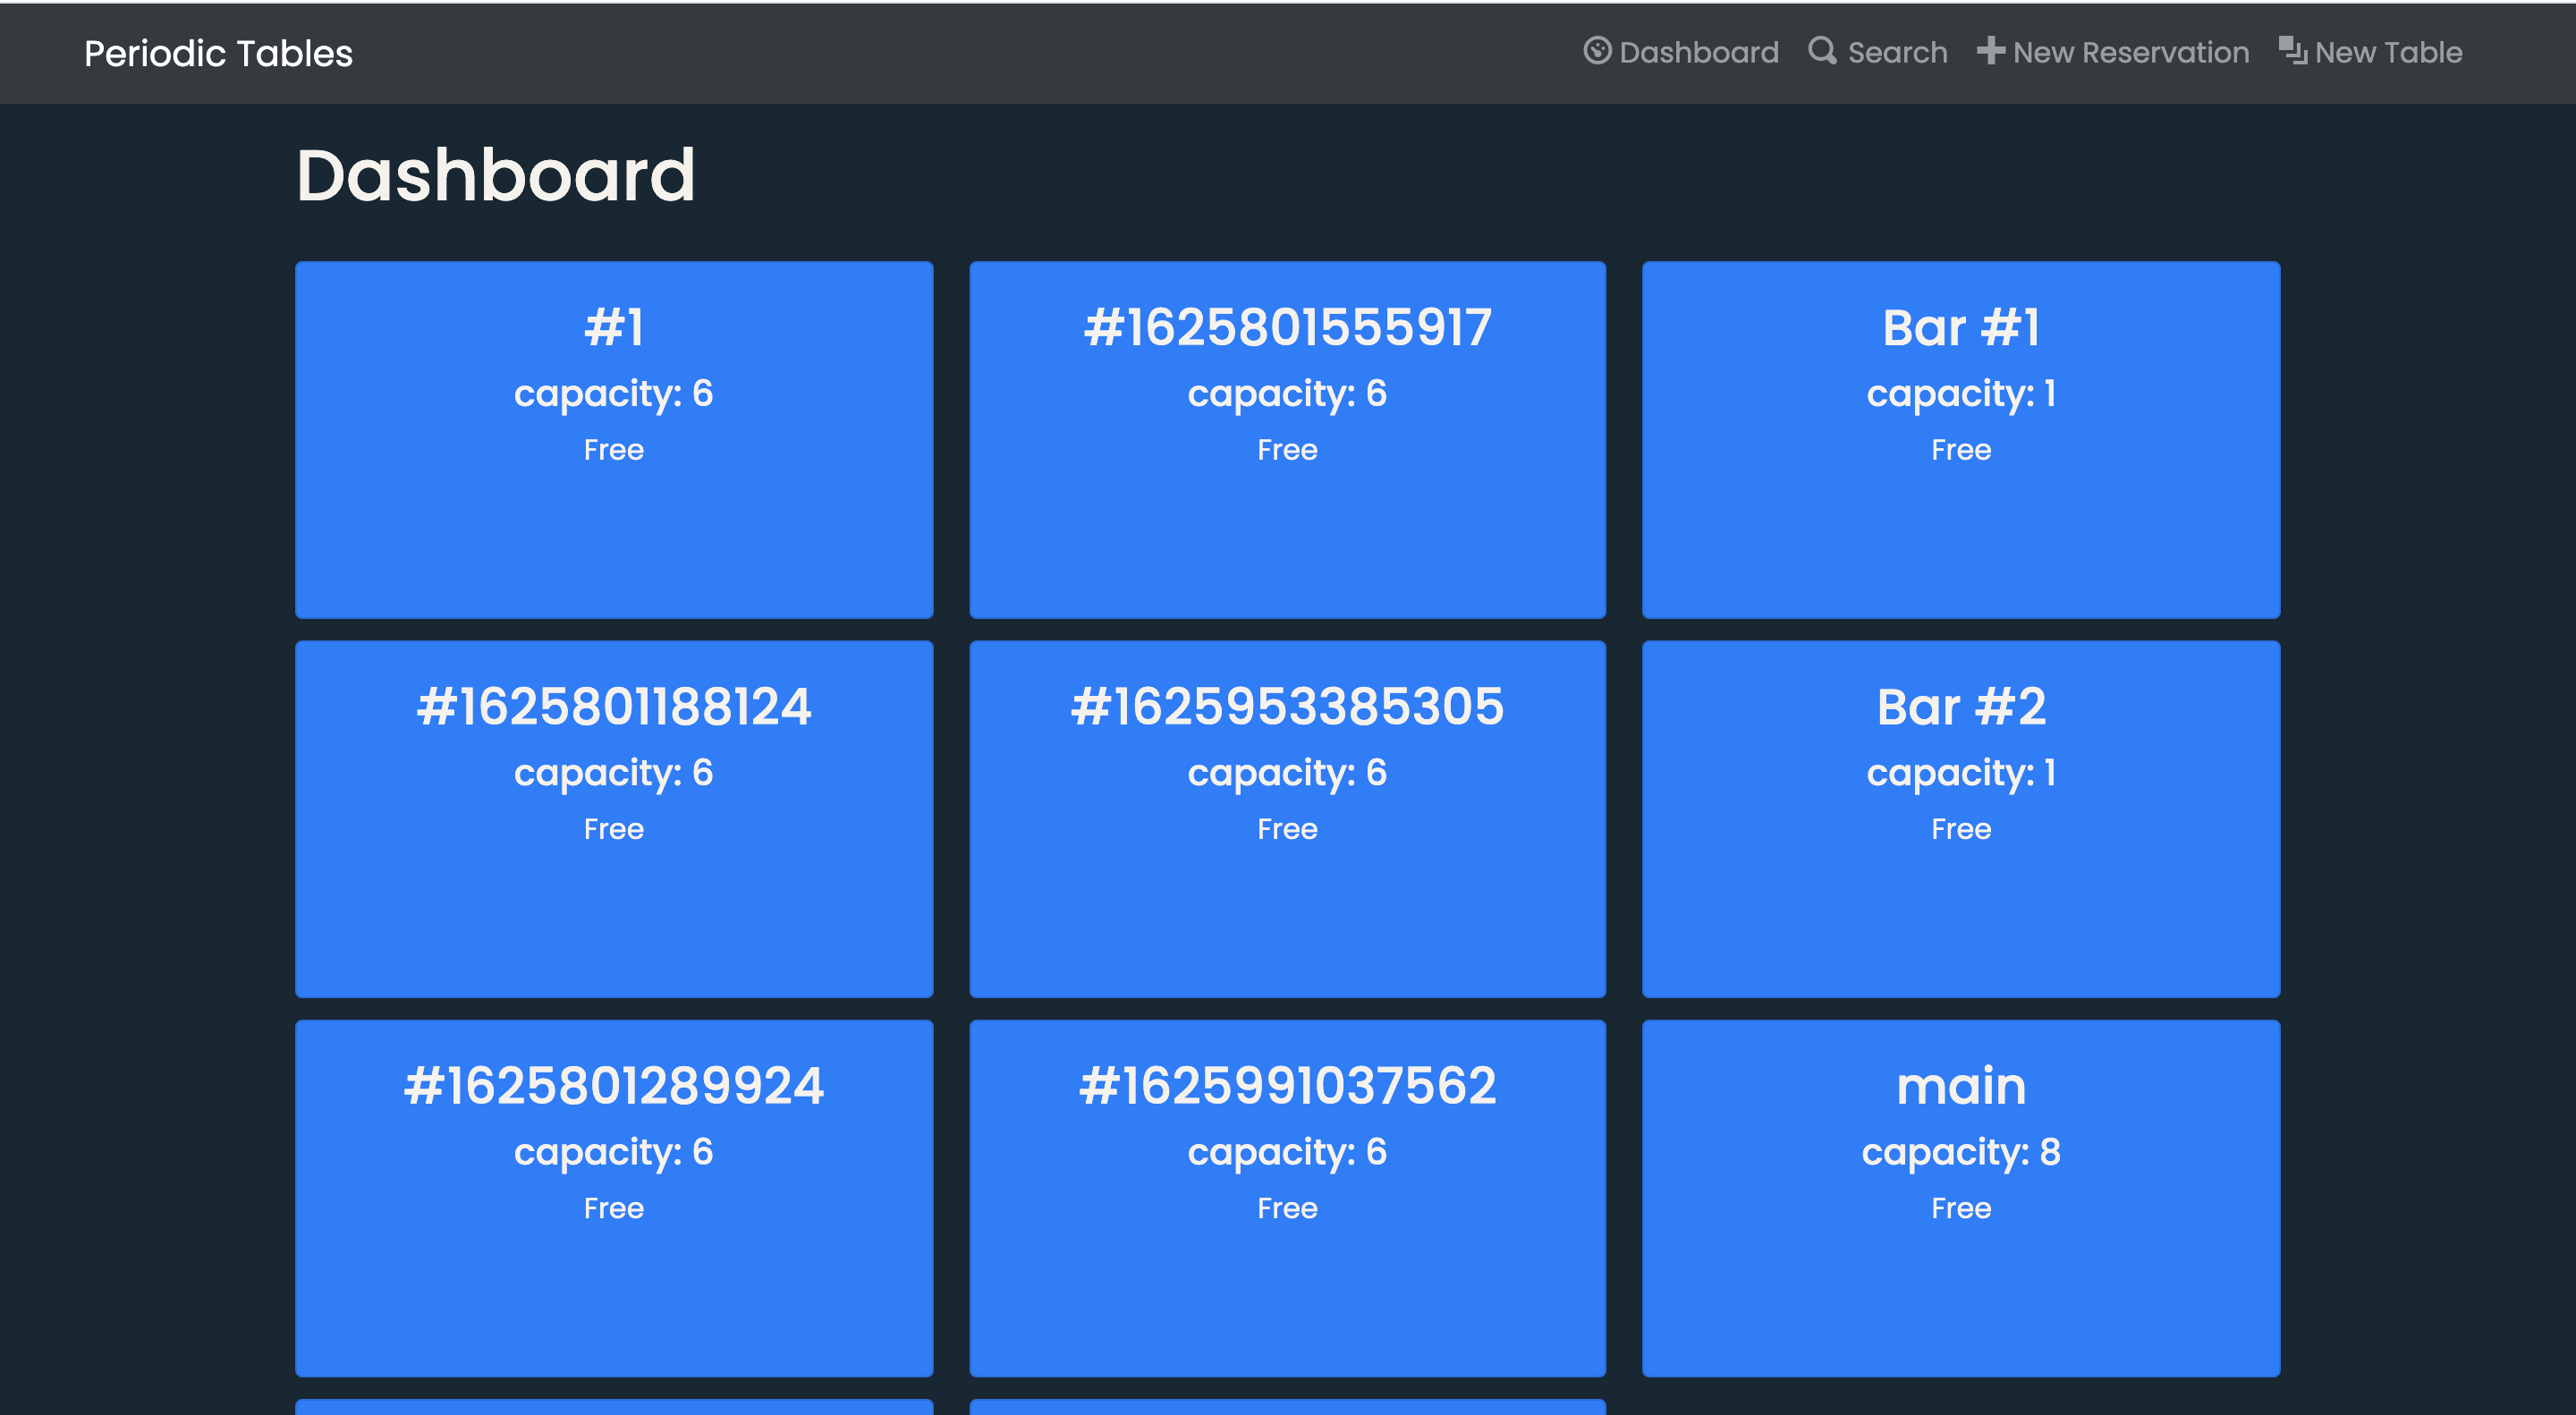 Periodic Tables
Dashboard Search New Reservation New Table
Dashboard
#1
capacity: 6
Free
#1625801555917
capacity: 6
Free
Bar #1
capacity: 1
Free
#1625801188124
capacity: 6
Free
#1625953385305
capacity: 6
Free
Bar #2
capacity: 1
Free
#1625801289924
capacity: 6
Free
#1625991037562
capacity: 6
Free
main
capacity: 8
Free